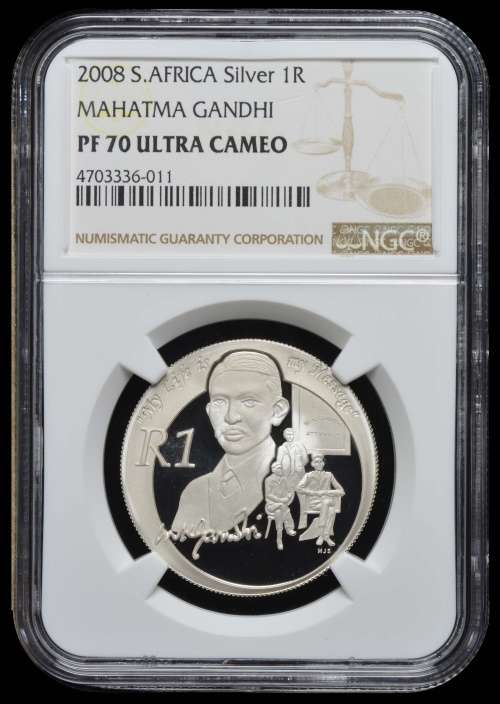 2008 S.AFRICA Silver 1R
MAHATMA GANDHI
PF 70 ULTRA CAMEO
4703336-011
NUMISMATIC GUARANTY CORPORATION
NGC®
"My Life is my Message"
R1
MKGandhi
HJS